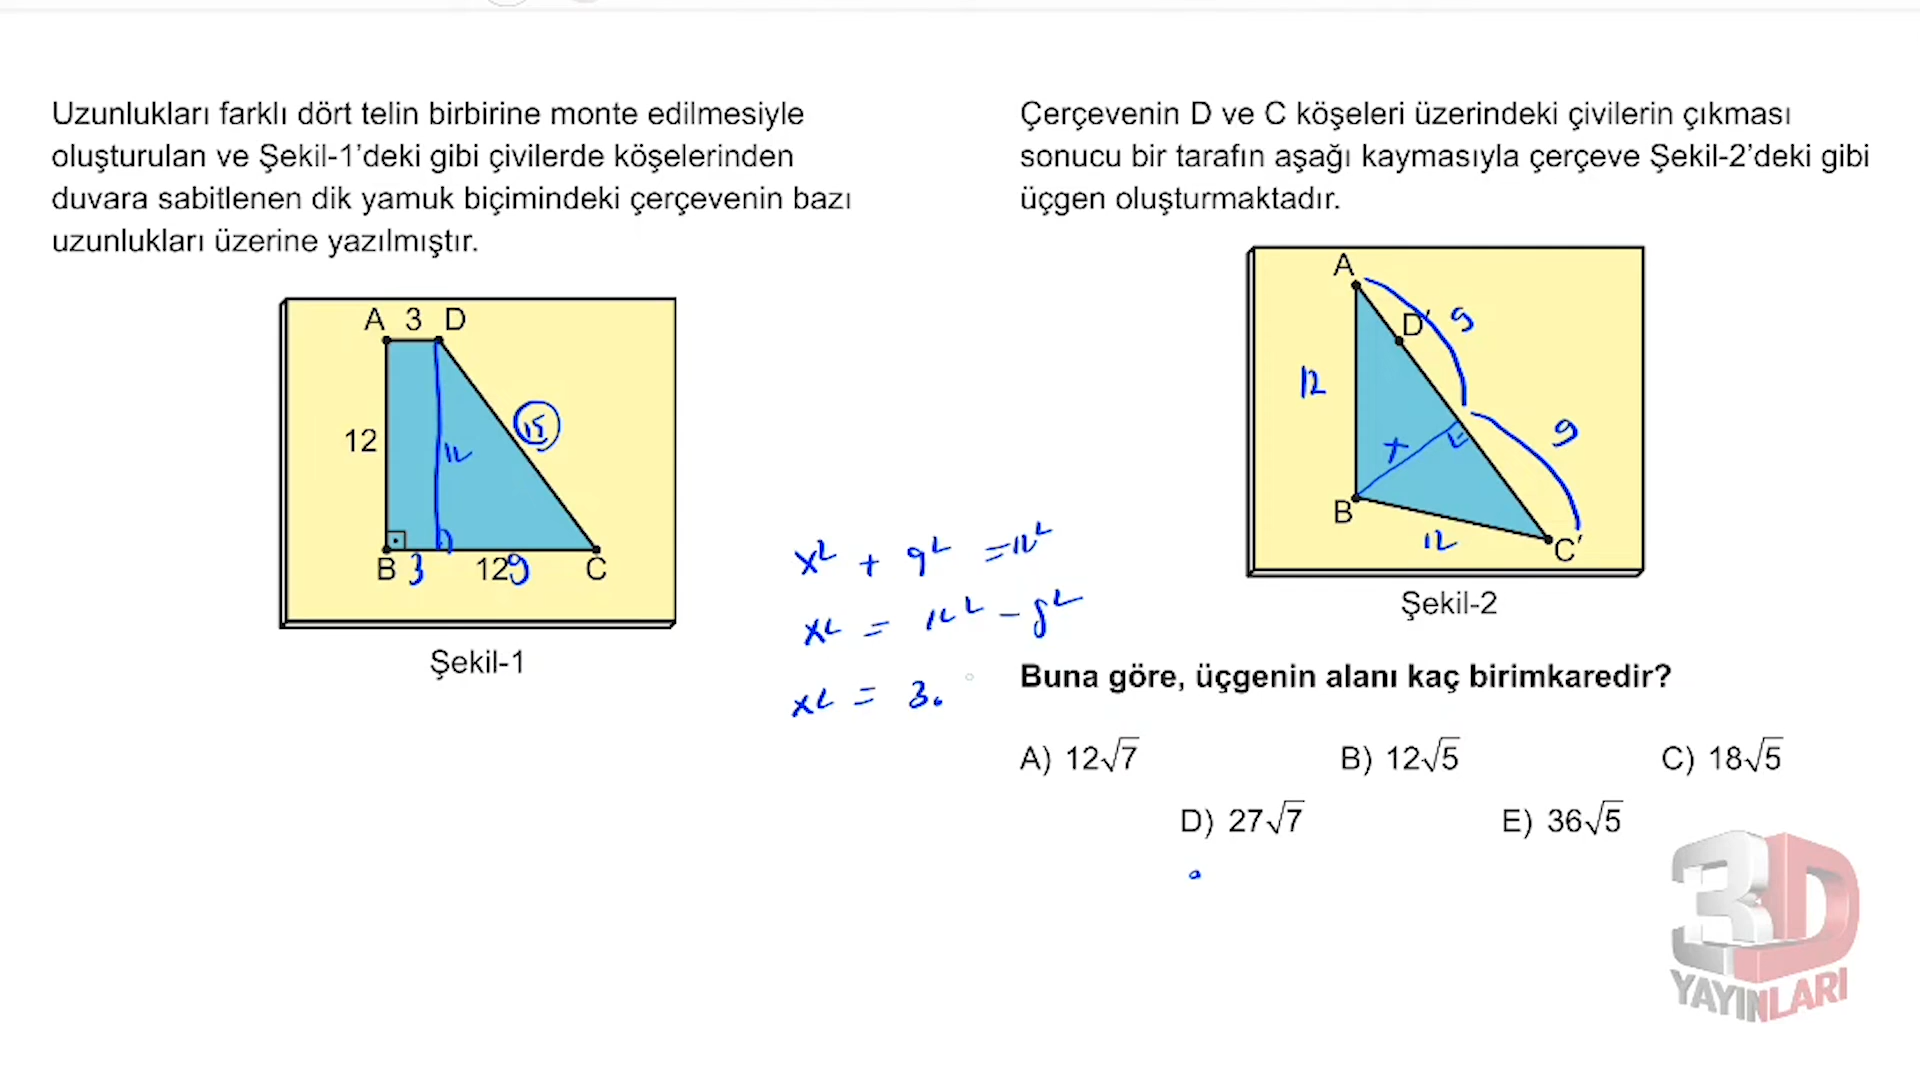 Uzunlukları farklı dört telin birbirine monte edilmesiyle
oluşturulan ve Şekil-1'deki gibi çivilerde köşelerinden
duvara sabitlenen dik yamuk biçimindeki çerçevenin bazı
uzunlukları üzerine yazılmıştır.
A 3 D
15
12
12
B 3 12 9 C
Şekil-1
x² + 9² = 12²
x² = 12² - 9²
x² = 3.
Çerçevenin D ve C köşeleri üzerindeki çivilerin çıkması
sonucu bir tarafın aşağı kaymasıyla çerçeve Şekil-2'deki gibi
üçgen oluşturmaktadır.
A
D' 9
12
x 9
B
12 C'
Şekil-2
Buna göre, üçgenin alanı kaç birimkaredir?
A) 12√7 B) 12√5 C) 18√5
D) 27√7 E) 36√5
3D
YAYINLARI